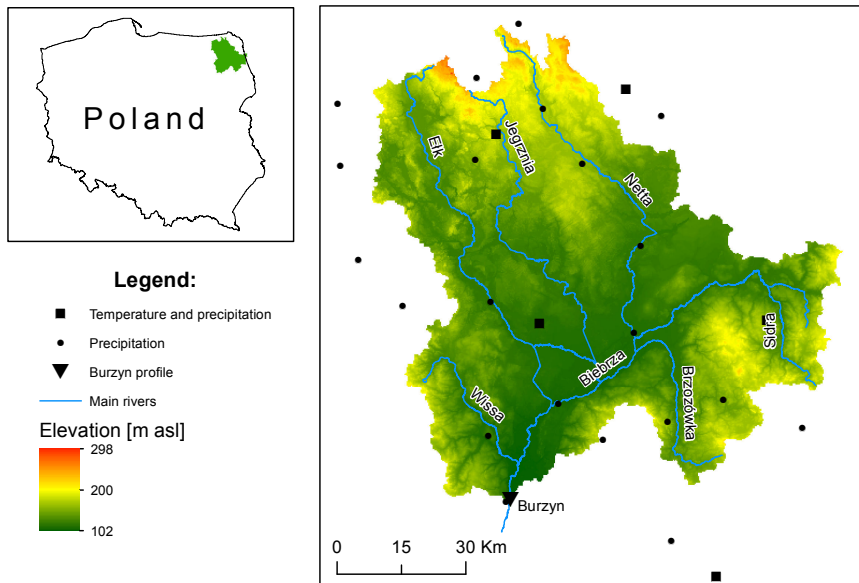 Poland
Legend:
Temperature and precipitation
Precipitation
Burzyn profile
Main rivers
Elevation [m asl]
298
200
102
Ełk
Jegrznia
Netta
Sidra
Biebrza
Brzozówka
Wissa
Burzyn
0 15 30 Km